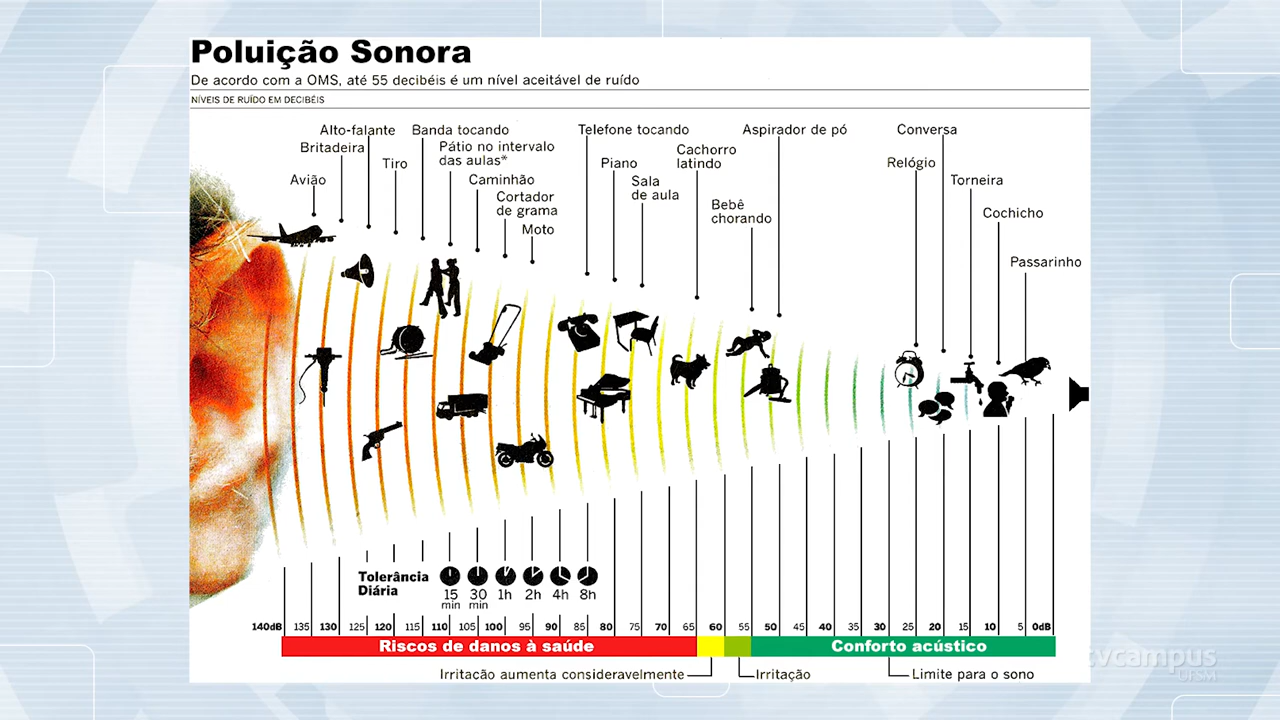 Poluição Sonora
De acordo com a OMS, até 55 decibéis é um nível aceitável de ruído
NÍVEIS DE RUÍDO EM DECIBÉIS
Alto-falante
Banda tocando
Telefone tocando
Aspirador de pó
Conversa
Britadeira
Pátio no intervalo
das aulas*
Cachorro
latindo
Tiro
Piano
Relógio
Avião
Caminhão
Sala
de aula
Torneira
Cortador
de grama
Bebê
chorando
Cochicho
Moto
Passarinho
Tolerância
Diária
15
min
30
min
1h
2h
4h
8h
140dB 135 130 125 120 115 110 105 100 95 90 85 80 75 70 65 60 55 50 45 40 35 30 25 20 15 10 5 0dB
Riscos de danos à saúde
Conforto acústico
Irritação aumenta consideravelmente
Irritação
Limite para o sono
tvcampus
UFSM